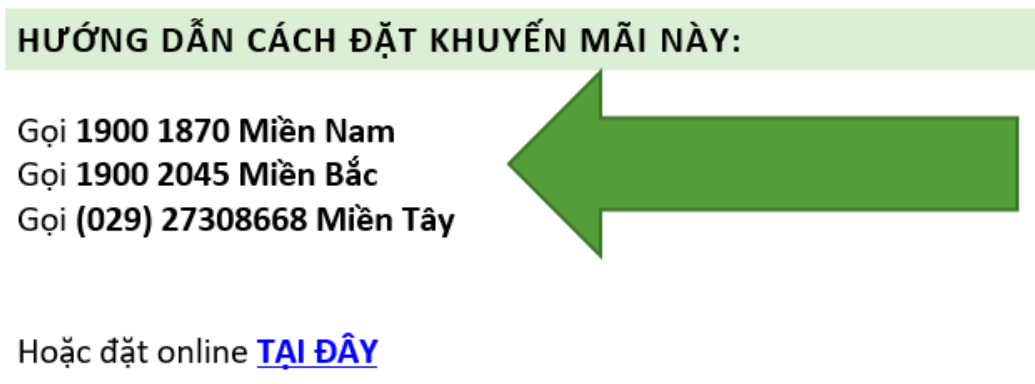 HƯỚNG DẪN CÁCH ĐẶT KHUYẾN MÃI NÀY:
Gọi 1900 1870 Miền Nam
Gọi 1900 2045 Miền Bắc
Gọi (029) 27308668 Miền Tây
Hoặc đặt online TẠI ĐÂY